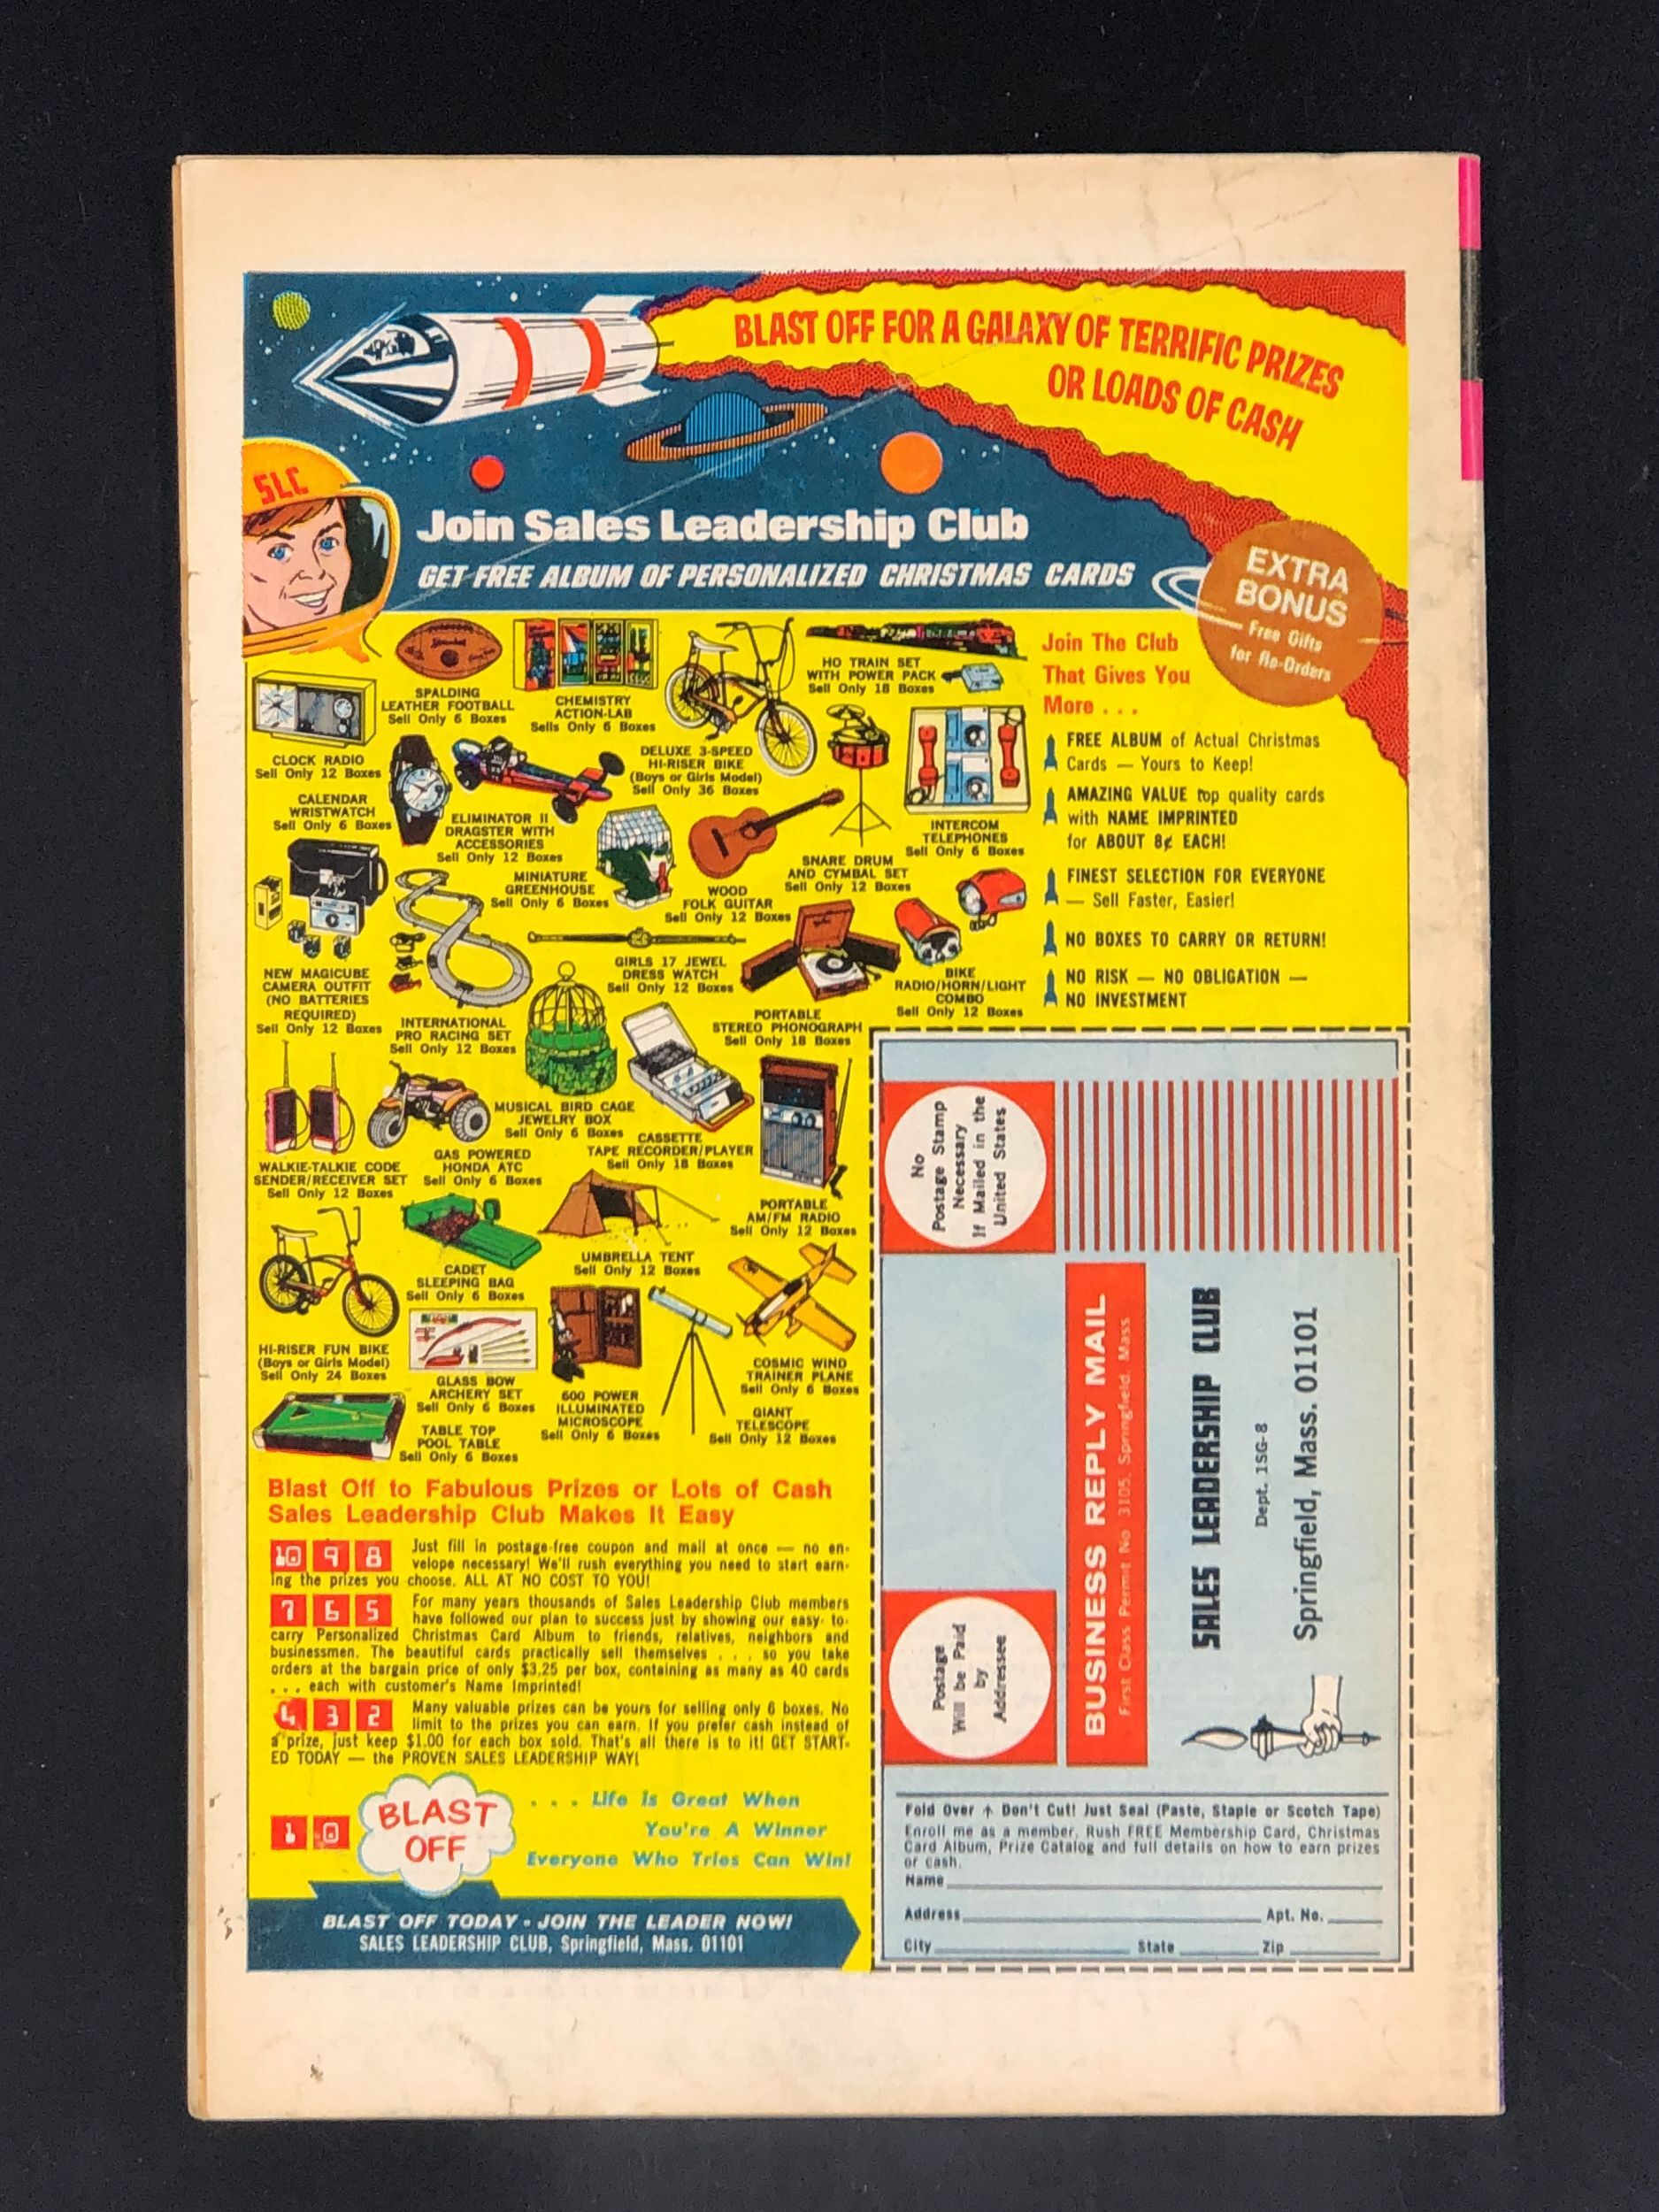 BLAST OFF FOR A GALAXY OF TERRIFIC PRIZES
OR LOADS OF CASH
SLC
Join Sales Leadership Club
GET FREE ALBUM OF PERSONALIZED CHRISTMAS CARDS
EXTRA
BONUS
Free Gifts
for Re-Orders
SPALDING
LEATHER FOOTBALL
Sell Only 6 Boxes
CHEMISTRY
ACTION-LAB
Sells Only 6 Boxes
HO TRAIN SET
WITH POWER PACK
Sell Only 18 Boxes
CLOCK RADIO
Sell Only 12 Boxes
DELUXE 3-SPEED
HI-RISER BIKE
(Boys or Girls Model)
Sell Only 36 Boxes
CALENDAR
WRISTWATCH
Sell Only 6 Boxes
ELIMINATOR II
DRAGSTER WITH
ACCESSORIES
Sell Only 12 Boxes
INTERCOM
TELEPHONES
Sell Only 6 Boxes
SNARE DRUM
AND CYMBAL SET
Sell Only 12 Boxes
MINIATURE
GREENHOUSE
Sell Only 6 Boxes
WOOD
FOLK GUITAR
Sell Only 12 Boxes
NEW MAGICUBE
CAMERA OUTFIT
(NO BATTERIES
REQUIRED)
Sell Only 12 Boxes
INTERNATIONAL
PRO RACING SET
Sell Only 12 Boxes
GIRLS 17 JEWEL
DRESS WATCH
Sell Only 12 Boxes
PORTABLE
STEREO PHONOGRAPH
Sell Only 18 Boxes
BIKE
RADIO/HORN/LIGHT
COMBO
Sell Only 12 Boxes
MUSICAL BIRD CAGE
JEWELRY BOX
Sell Only 6 Boxes
CASSETTE
TAPE RECORDER/PLAYER
Sell Only 18 Boxes
WALKIE-TALKIE CODE
SENDER/RECEIVER SET
Sell Only 12 Boxes
GAS POWERED
HONDA ATC
Sell Only 6 Boxes
PORTABLE
AM/FM RADIO
Sell Only 12 Boxes
UMBRELLA TENT
Sell Only 12 Boxes
CADET
SLEEPING BAG
Sell Only 6 Boxes
HI-RISER FUN BIKE
(Boys or Girls Model)
Sell Only 24 Boxes
GLASS BOW
ARCHERY SET
Sell Only 6 Boxes
600 POWER
ILLUMINATED
MICROSCOPE
Sell Only 6 Boxes
COSMIC WIND
TRAINER PLANE
Sell Only 6 Boxes
GIANT
TELESCOPE
Sell Only 12 Boxes
TABLE TOP
POOL TABLE
Sell Only 6 Boxes
Join The Club
That Gives You
More . . .
FREE ALBUM of Actual Christmas
Cards — Yours to Keep!
AMAZING VALUE top quality cards
with NAME IMPRINTED
for ABOUT 8¢ EACH!
FINEST SELECTION FOR EVERYONE
— Sell Faster, Easier!
NO BOXES TO CARRY OR RETURN!
NO RISK — NO OBLIGATION —
NO INVESTMENT
Blast Off to Fabulous Prizes or Lots of Cash
Sales Leadership Club Makes It Easy
10 9 8 Just fill in postage-free coupon and mail at once — no en-
velope necessary! We'll rush everything you need to start earn-
ing the prizes you choose. ALL AT NO COST TO YOU!
7 6 5 For many years thousands of Sales Leadership Club members
have followed our plan to success just by showing our easy- to-
carry Personalized Christmas Card Album to friends, relatives, neighbors and
businessmen. The beautiful cards practically sell themselves . . . so you take
orders at the bargain price of only $3.25 per box, containing as many as 40 cards
. . . each with customer's Name Imprinted!
4 3 2 Many valuable prizes can be yours for selling only 6 boxes. No
limit to the prizes you can earn. If you prefer cash instead of
a prize, just keep $1.00 for each box sold. That's all there is to it! GET START-
ED TODAY — the PROVEN SALES LEADERSHIP WAY!
1 0
BLAST
OFF
. . . Life is Great When
You're A Winner
Everyone Who Tries Can Win!
BLAST OFF TODAY - JOIN THE LEADER NOW!
SALES LEADERSHIP CLUB, Springfield, Mass. 01101
No
Postage Stamp
Necessary
If Mailed in the
United States
Postage
Will be Paid
by
Addressee
BUSINESS REPLY MAIL
First Class Permit No 3105, Springfield, Mass.
SALES LEADERSHIP CLUB
Dept. 1SG-8
Springfield, Mass. 01101
Fold Over ↑ Don't Cut! Just Seal (Paste, Staple or Scotch Tape)
Enroll me as a member. Rush FREE Membership Card, Christmas
Card Album, Prize Catalog and full details on how to earn prizes
or cash.
Name
Address Apt. No.
City State Zip